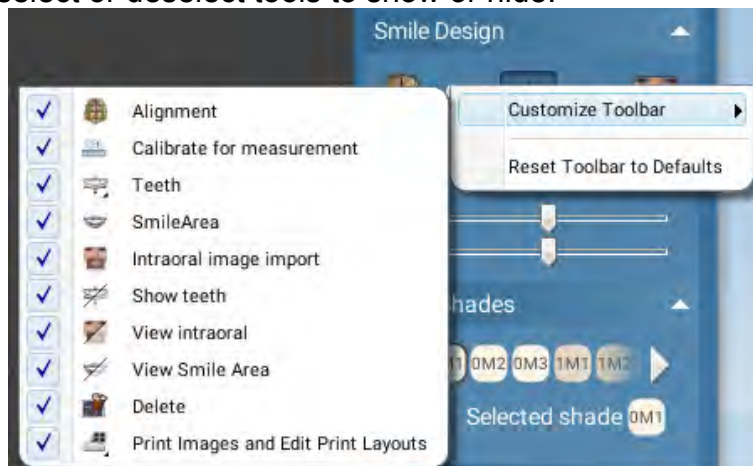 select or deselect tools to show or hide.
Smile Design
Customize Toolbar
Reset Toolbar to Defaults
Alignment
Calibrate for measurement
Teeth
SmileArea
Intraoral image import
Show teeth
View intraoral
View Smile Area
Delete
Print Images and Edit Print Layouts
hades
0M2 0M3 1M1 1M2
Selected shade 0M1